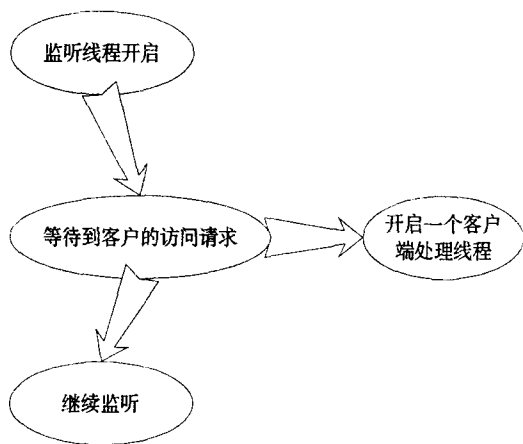 监听线程开启
等待到客户的访问请求
开启一个客户
端处理线程
继续监听